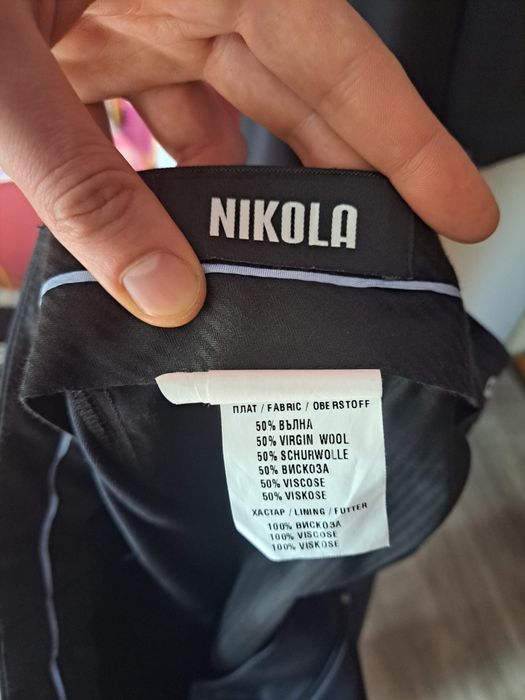 NIKOLA
ПЛАТ / FABRIC / OBERSTOFF
50% ВЪЛНА
50% VIRGIN WOOL
50% SCHURWOLLE
50% ВИСКОЗА
50% VISCOSE
50% VISKOSE
ХАСТАР / LINING / FUTTER
100% ВИСКОЗА
100% VISCOSE
100% VISKOSE